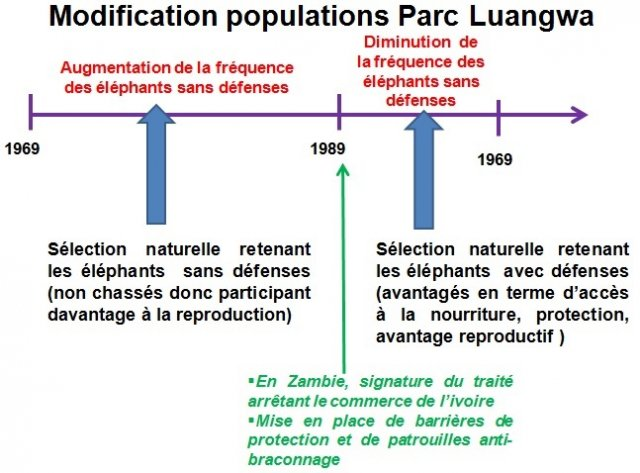 Modification populations Parc Luangwa
Augmentation de la fréquence
des éléphants sans défenses
Diminution de
la fréquence des
éléphants sans
défenses
1969
1989
1969
Sélection naturelle retenant
les éléphants sans défenses
(non chassés donc participant
davantage à la reproduction)
Sélection naturelle retenant
les éléphants avec défenses
(avantagés en terme d'accès
à la nourriture, protection,
avantage reproductif )
▪En Zambie, signature du traité
arrêtant le commerce de l'ivoire
▪Mise en place de barrières de
protection et de patrouilles anti-
braconnage